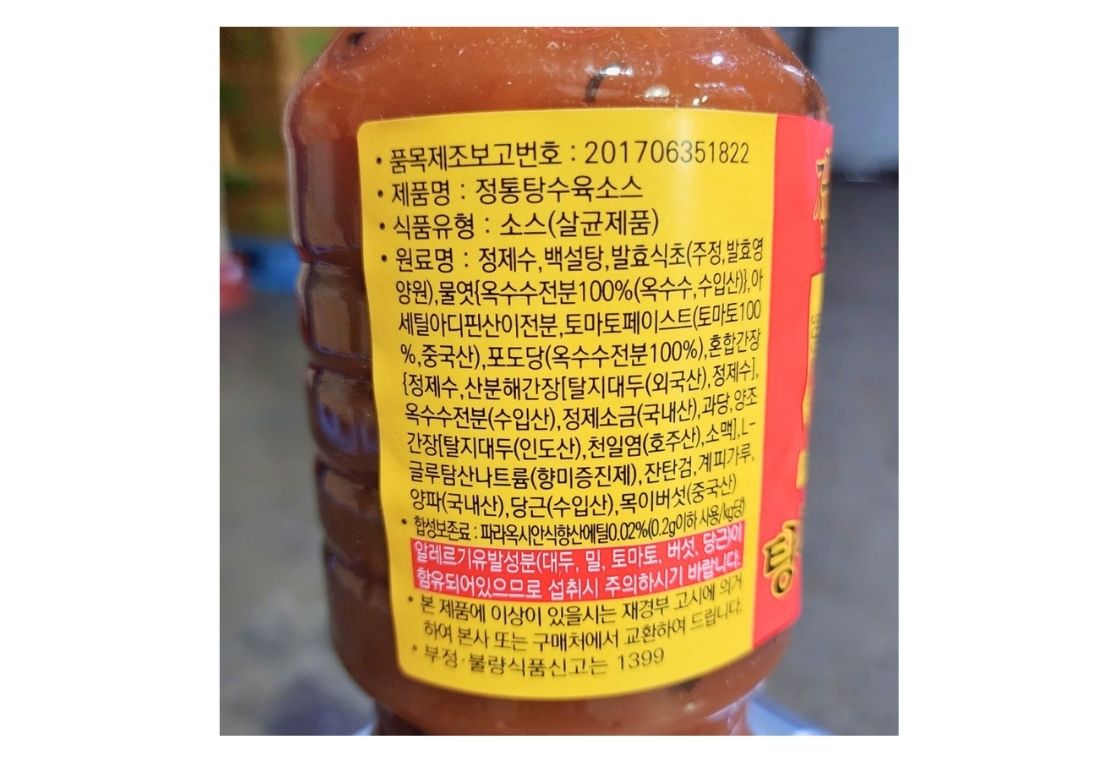 • 품목제조보고번호 : 201706351822
• 제품명 : 정통탕수육소스
• 식품유형 : 소스(살균제품)
• 원료명 : 정제수,백설탕,발효식초(주정,발효영
양원),물엿{옥수수전분100%(옥수수,수입산)},아
세틸아디핀산이전분,토마토페이스트(토마토100
%,중국산),포도당(옥수수전분100%),혼합간장
{정제수,산분해간장[탈지대두(외국산),정제수],
옥수수전분(수입산),정제소금(국내산),과당,양조
간장[탈지대두(인도산),천일염(호주산),소맥],L-
글루탐산나트륨(향미증진제),잔탄검,계피가루,
양파(국내산),당근(수입산),목이버섯(중국산)
• 합성보존료 : 파라옥시안식향산에틸0.02%(0.2g이하 사용/kg당)
알레르기유발성분(대두, 밀, 토마토, 버섯, 당근)이
함유되어있으므로 섭취시 주의하시기 바랍니다.
• 본 제품에 이상이 있을시는 재경부 고시에 의거
하여 본사 또는 구매처에서 교환하여 드립니다.
• 부정·불량식품신고는 1399
탕